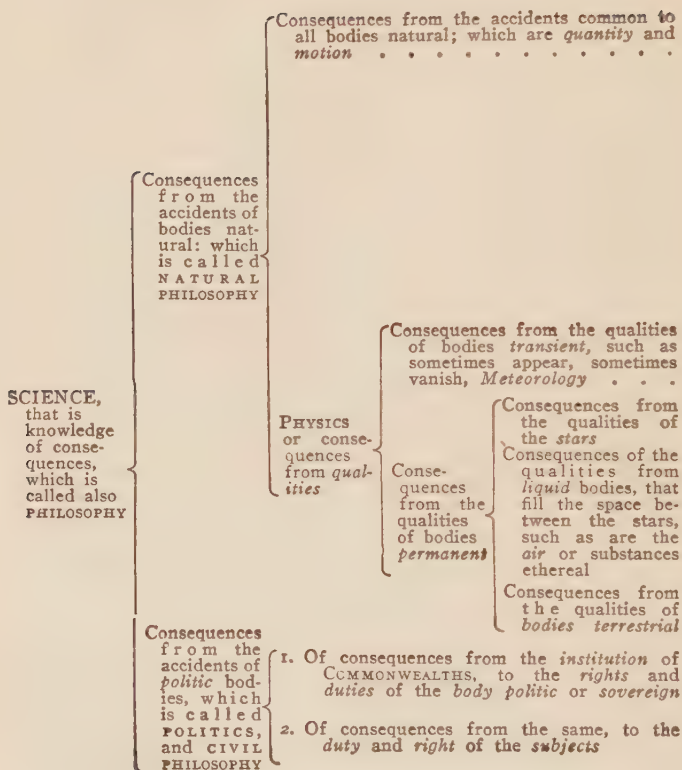 SCIENCE,
that is
knowledge
of conse-
quences,
which is
called also
PHILOSOPHY
Consequences
from the
accidents of
bodies nat-
ural: which
is called
NATURAL
PHILOSOPHY
Consequences from the accidents common to
all bodies natural; which are quantity and
motion . . . . . . . . . . .
PHYSICS
or conse-
quences
from qual-
ities
Consequences from the qualities
of bodies transient, such as
sometimes appear, sometimes
vanish, Meteorology . . .
Conse-
quences
from the
qualities
of bodies
permanent
Consequences from
the qualities of
the stars
Consequences of the
qualities from
liquid bodies, that
fill the space be-
tween the stars,
such as are the
air or substances
ethereal
Consequences from
the qualities of
bodies terrestrial
Consequences
from the
accidents of
politic bod-
ies, which
is called
POLITICS,
and CIVIL
PHILOSOPHY
1. Of consequences from the institution of
COMMONWEALTHS, to the rights and
duties of the body politic or sovereign
2. Of consequences from the same, to the
duty and right of the subjects